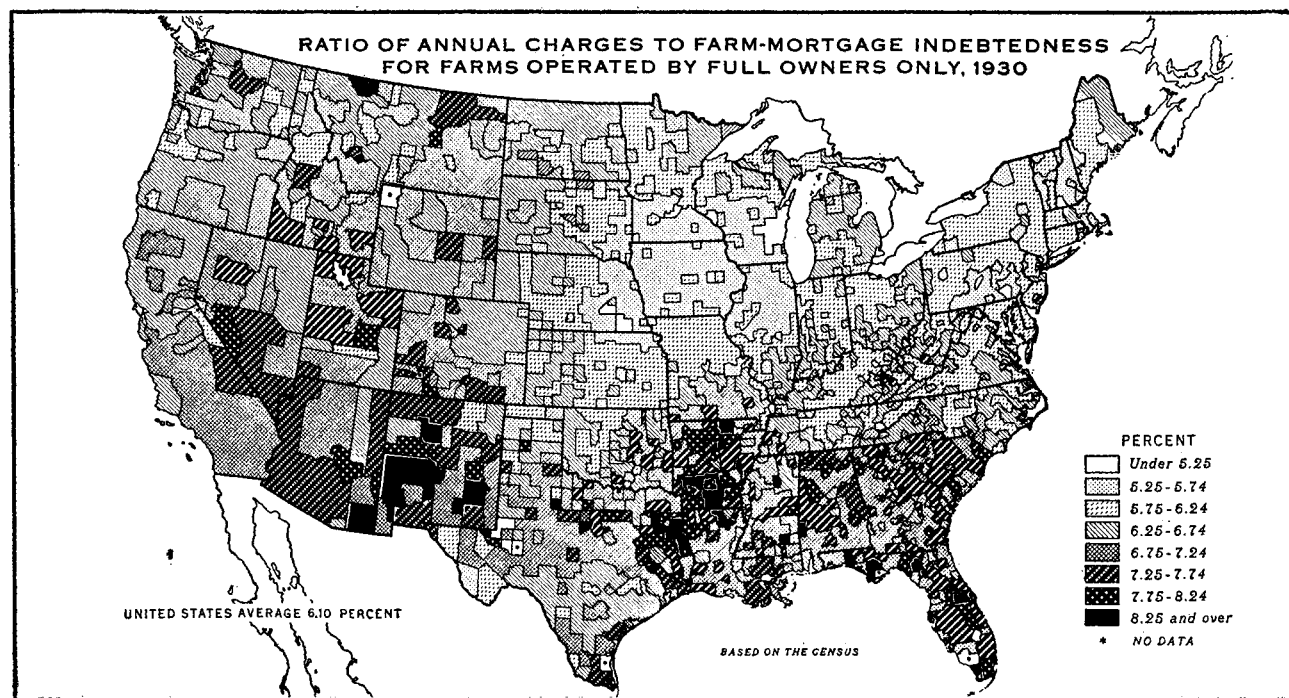 RATIO OF ANNUAL CHARGES TO FARM-MORTGAGE INDEBTEDNESS
FOR FARMS OPERATED BY FULL OWNERS ONLY, 1930
PERCENT
Under 5.25
5.25-5.74
5.75-6.24
6.25-6.74
6.75-7.24
7.25-7.74
7.75-8.24
8.25 and over
* NO DATA
UNITED STATES AVERAGE 6.10 PERCENT
BASED ON THE CENSUS